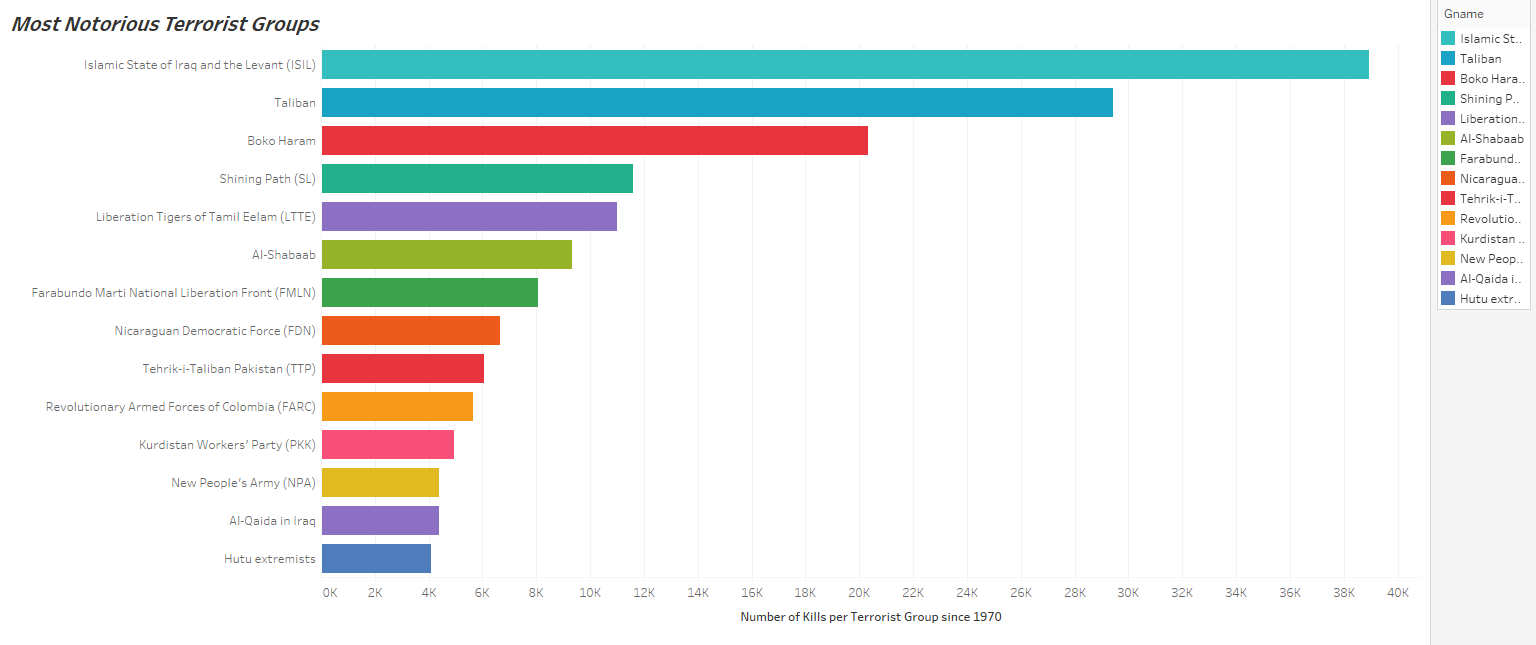 Most Notorious Terrorist Groups
Islamic State of Iraq and the Levant (ISIL)
Taliban
Boko Haram
Shining Path (SL)
Liberation Tigers of Tamil Eelam (LTTE)
Al-Shabaab
Farabundo Marti National Liberation Front (FMLN)
Nicaraguan Democratic Force (FDN)
Tehrik-i-Taliban Pakistan (TTP)
Revolutionary Armed Forces of Colombia (FARC)
Kurdistan Workers' Party (PKK)
New People's Army (NPA)
Al-Qaida in Iraq
Hutu extremists
0K 2K 4K 6K 8K 10K 12K 14K 16K 18K 20K 22K 24K 26K 28K 30K 32K 34K 36K 38K 40K
Number of Kills per Terrorist Group since 1970
Gname
Islamic St..
Taliban
Boko Hara..
Shining P..
Liberation..
Al-Shabaab
Farabund..
Nicaragua..
Tehrik-i-T..
Revolutio..
Kurdistan ..
New Peop..
Al-Qaida i..
Hutu extr..